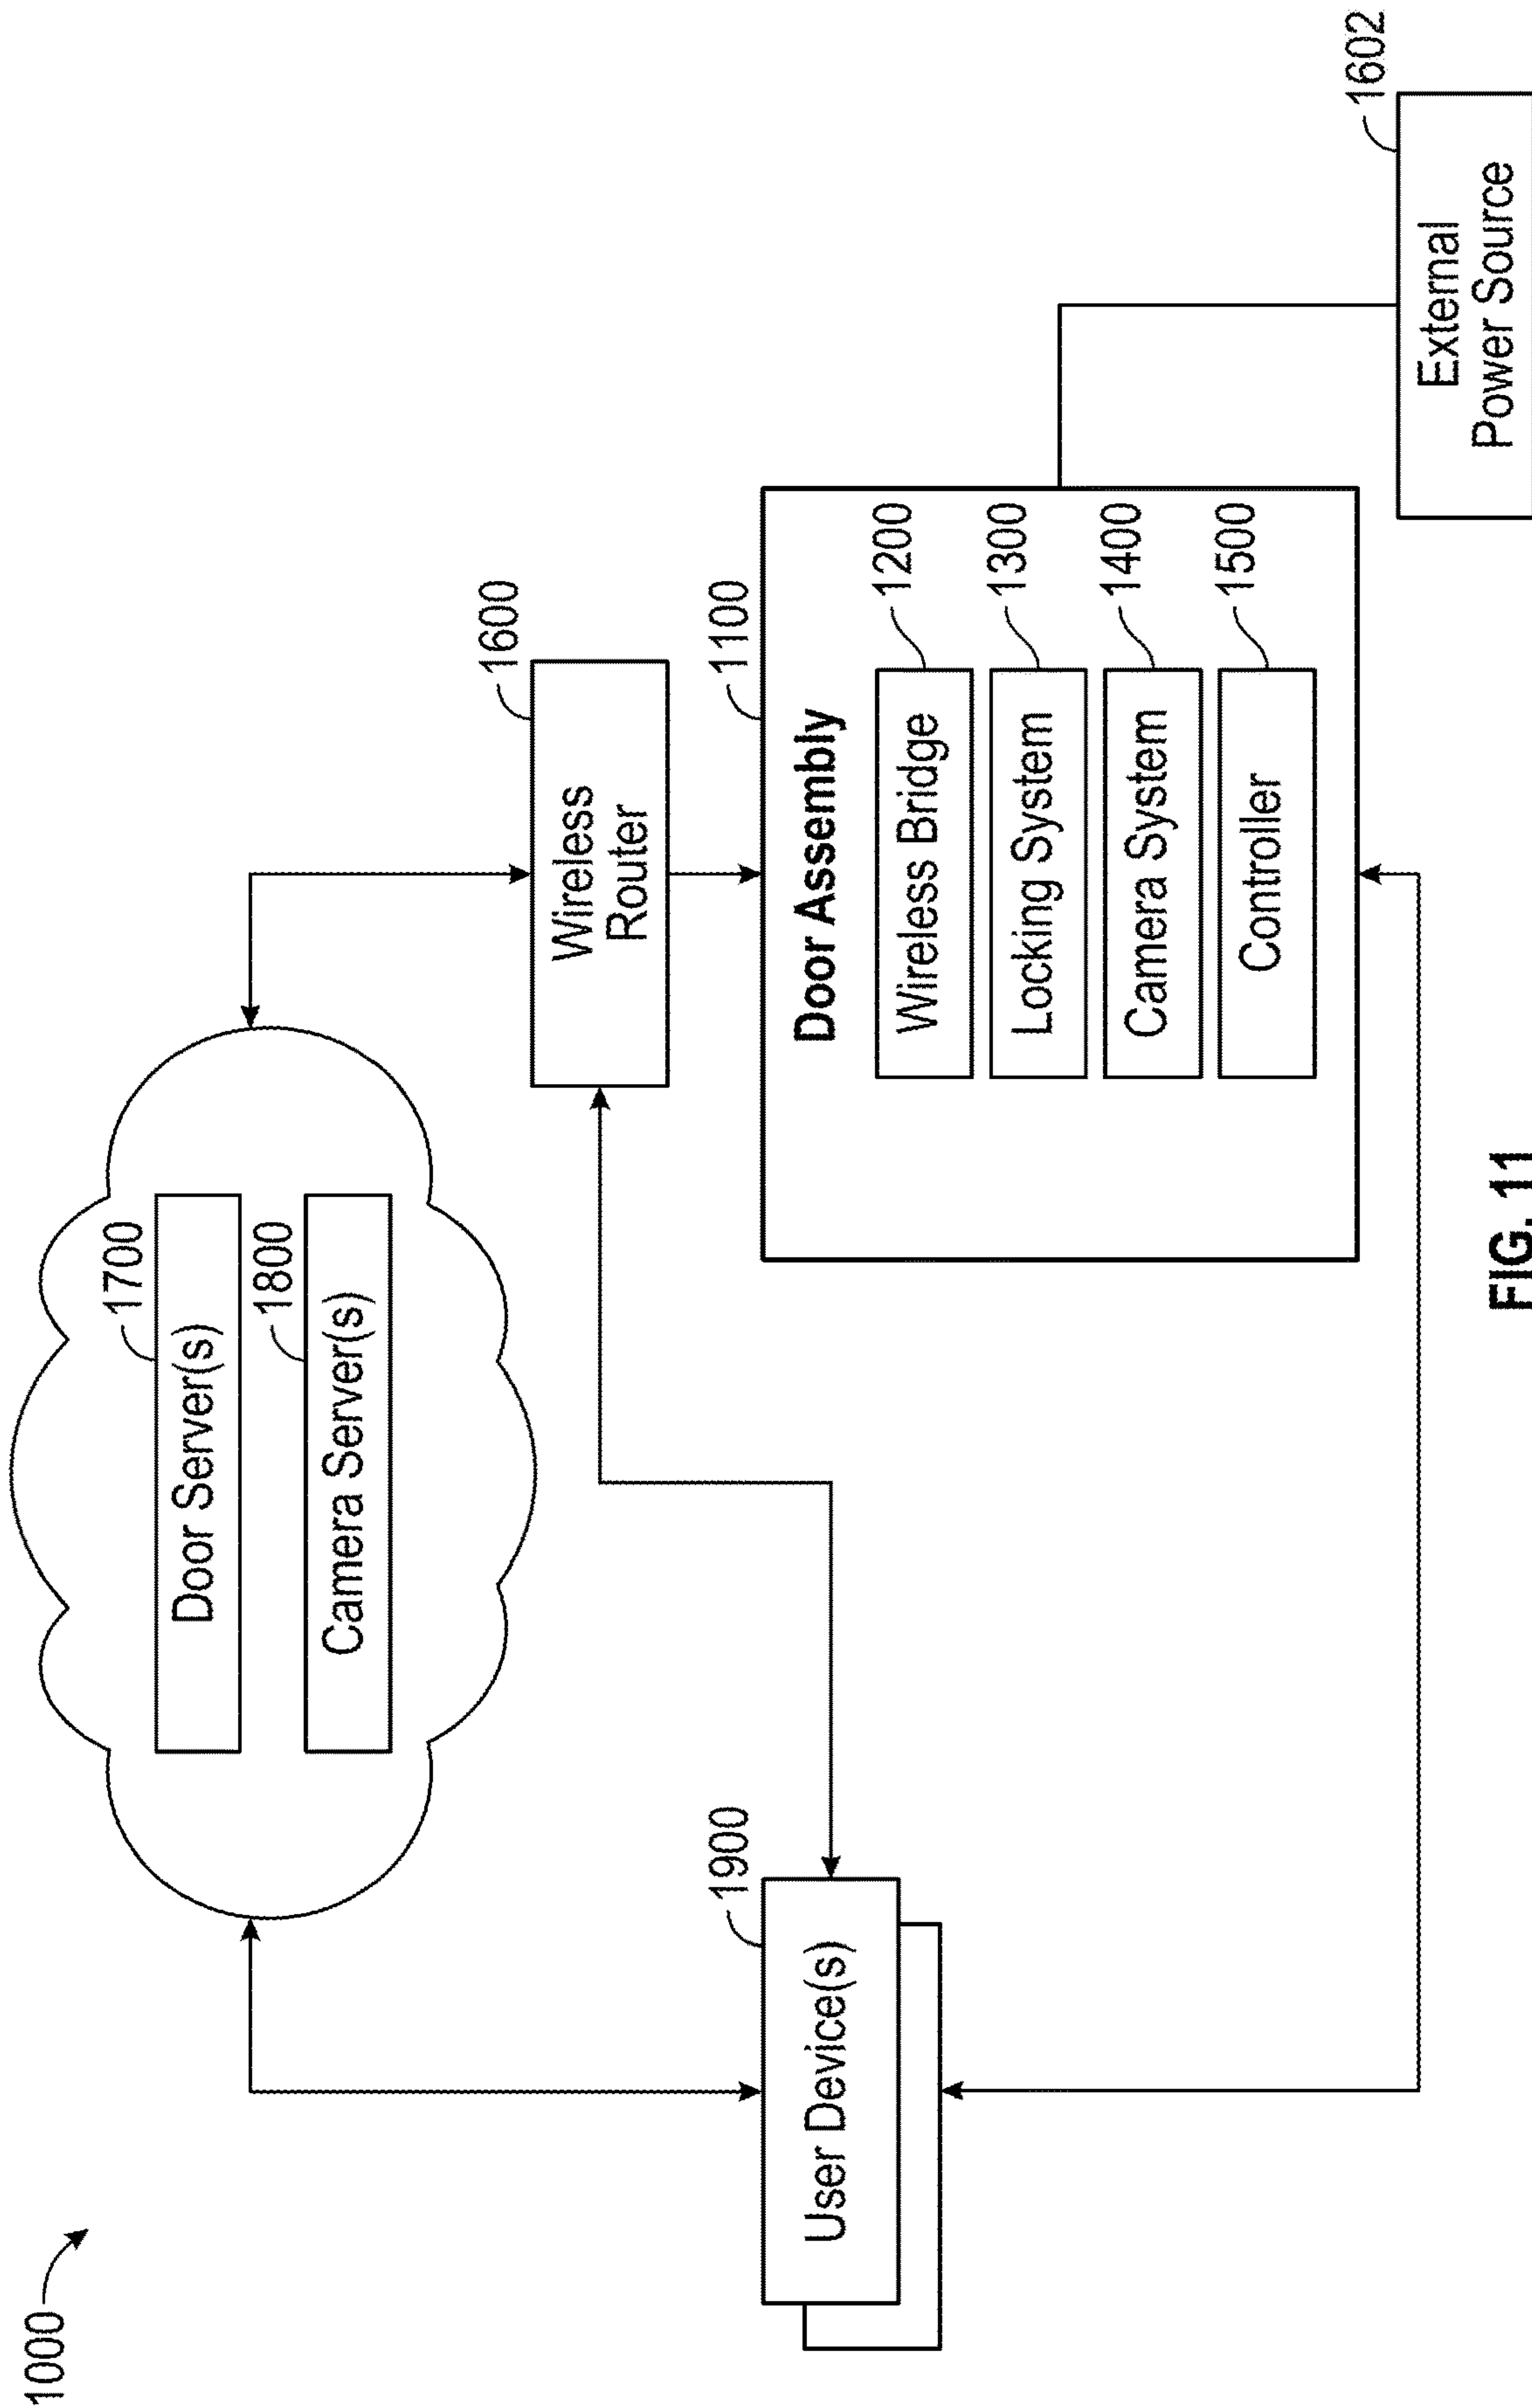 1000
1700
Door Server(s)
1800
Camera Server(s)
1600
Wireless
Router
1900
User Device(s)
1100
Door Assembly
Wireless Bridge
1200
Locking System
1300
Camera System
1400
Controller
1500
1602
External
Power Source
FIG. 11